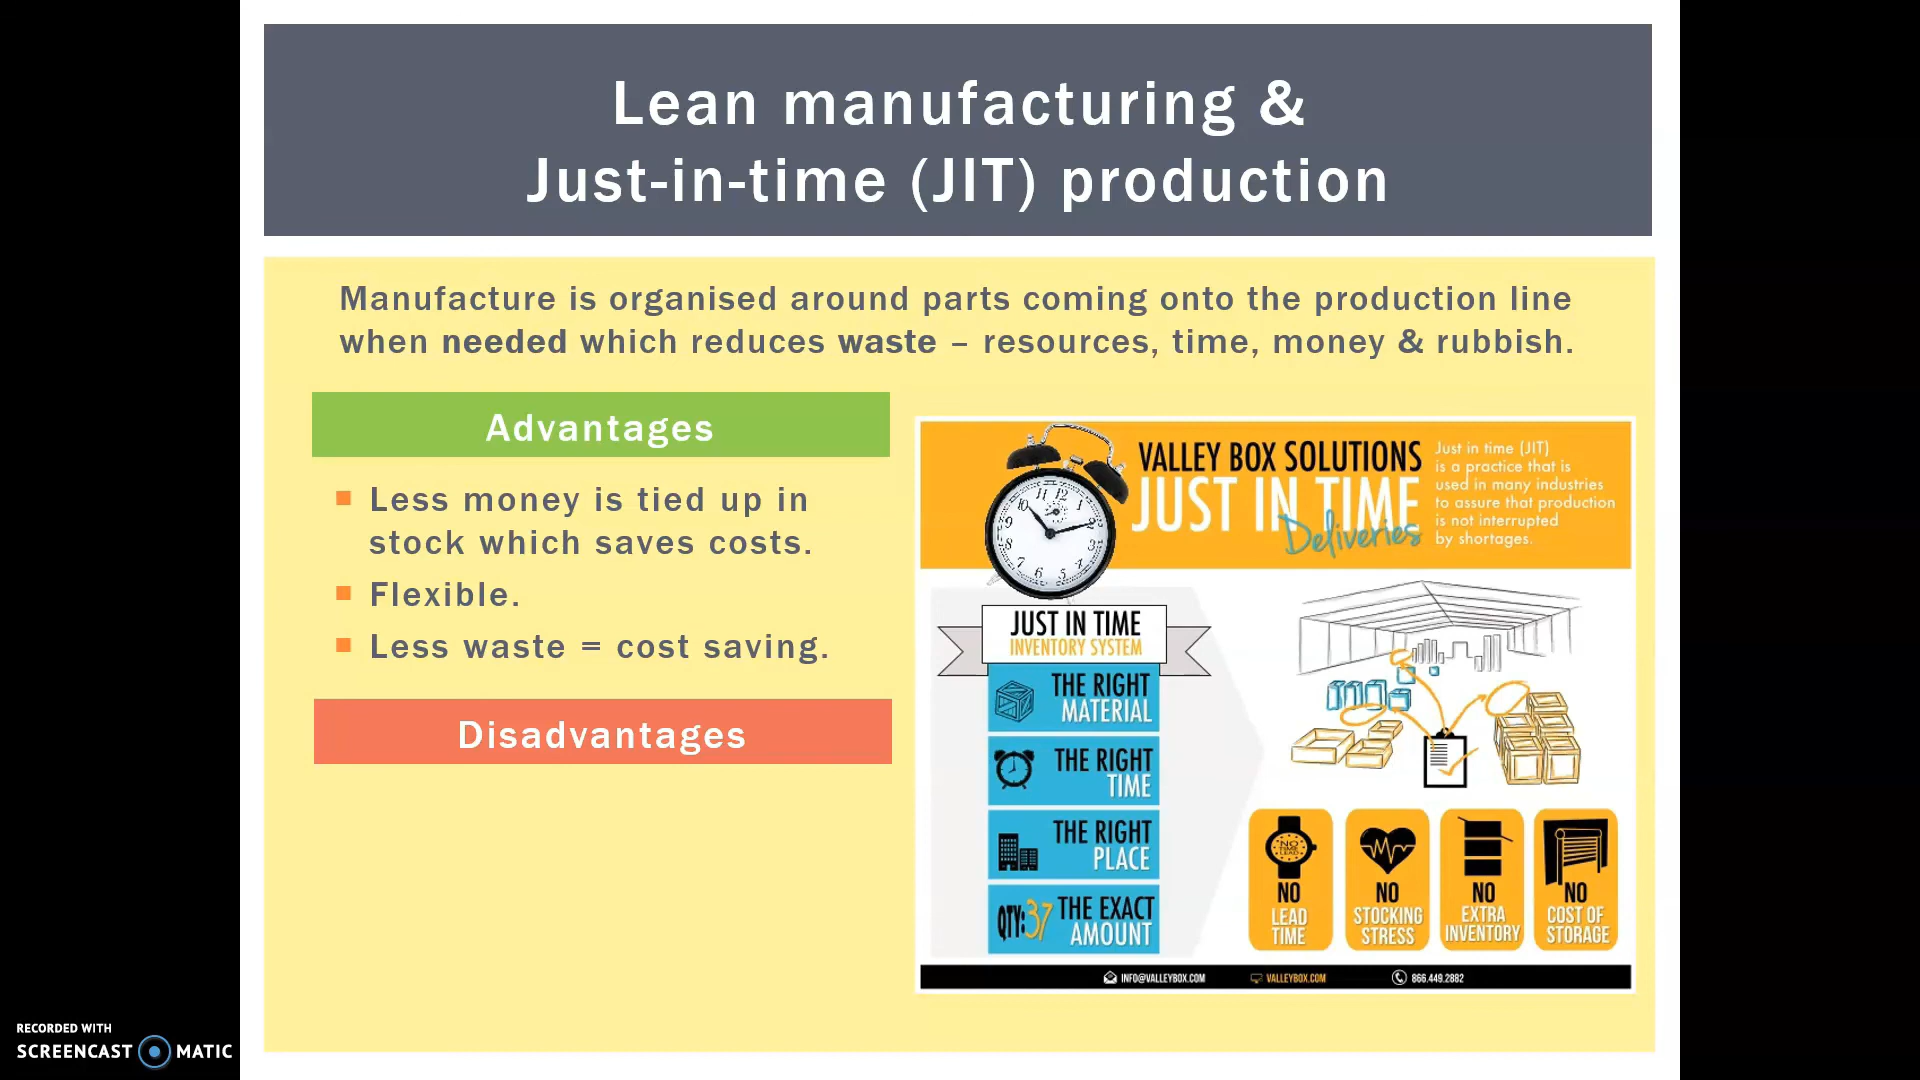 Lean manufacturing &
Just-in-time (JIT) production
Manufacture is organised around parts coming onto the production line
when needed which reduces waste – resources, time, money & rubbish.
Advantages
Less money is tied up in
stock which saves costs.
Flexible.
Less waste = cost saving.
Disadvantages
VALLEY BOX SOLUTIONS
JUST IN TIME
Deliveries
Just in time (JIT)
is a practice that is
used in many industries
to assure that production
is not interrupted
by shortages.
JUST IN TIME
INVENTORY SYSTEM
THE RIGHT
MATERIAL
THE RIGHT
TIME
THE RIGHT
PLACE
QTY:37 THE EXACT
AMOUNT
NO
LEAD
TIME
NO
STOCKING
STRESS
NO
EXTRA
INVENTORY
NO
COST OF
STORAGE
INFO@VALLEYBOX.COM VALLEYBOX.COM 866.449.2882
RECORDED WITH
SCREENCAST MATIC